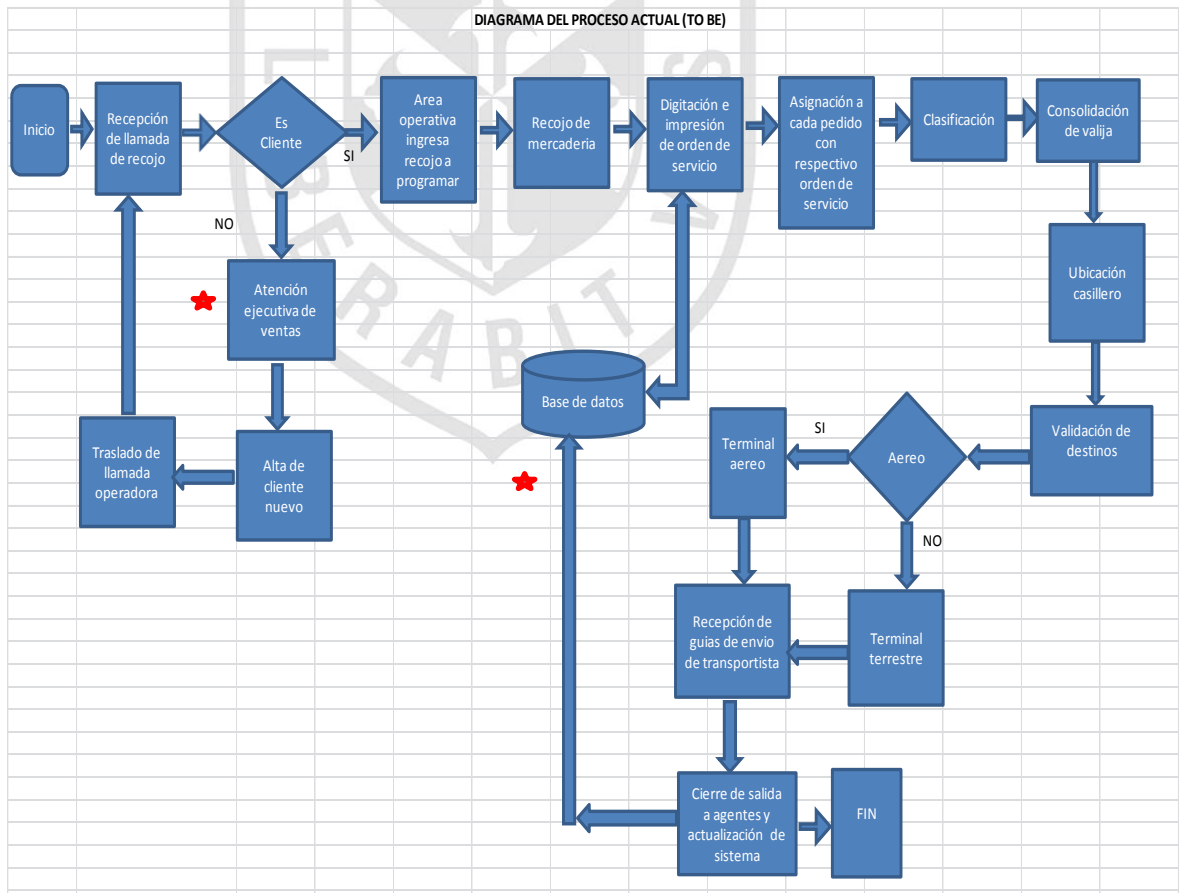 DIAGRAMA DEL PROCESO ACTUAL (TO BE)
Inicio
Recepción
de llamada
de recojo
Es
Cliente
SI
Area
operativa
ingresa
recojo a
programar
Recojo de
mercaderia
Digitación e
impresión
de orden de
servicio
Asignación a
cada pedido
con
respectivo
orden de
servicio
Clasificación
Consolidación
de valija
NO
Atención
ejecutiva de
ventas
Ubicación
casillero
Base de datos
Traslado de
llamada
operadora
Alta de
cliente
nuevo
Terminal
aereo
SI
Aereo
Validación de
destinos
NO
Recepción de
guias de envio
de transportista
Terminal
terrestre
Cierre de salida
a agentes y
actualización de
sistema
FIN
LIBERABIT